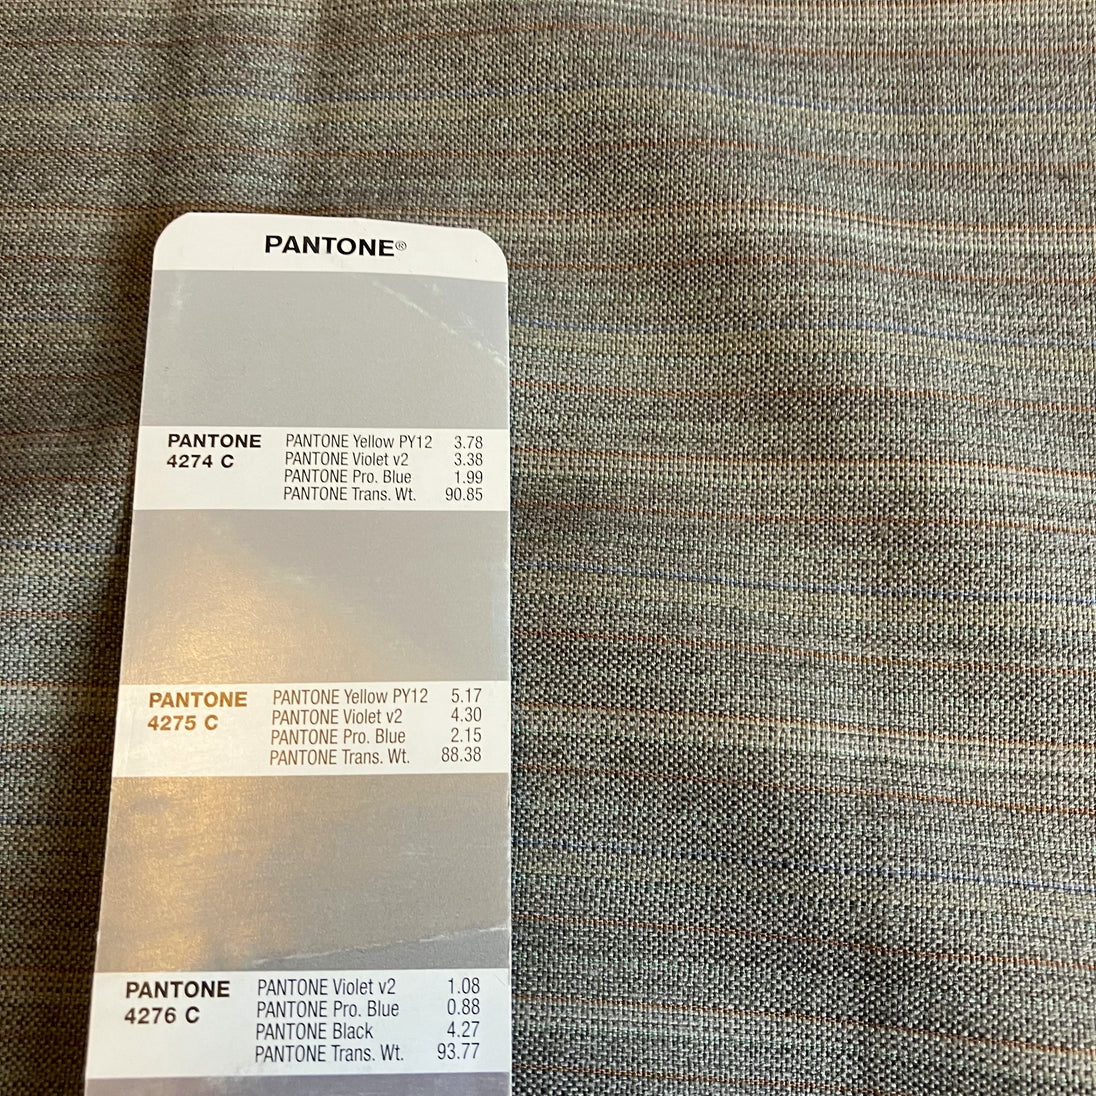 PANTONE®
PANTONE 4274 C
PANTONE Yellow PY12 3.78
PANTONE Violet v2 3.38
PANTONE Pro. Blue 1.99
PANTONE Trans. Wt. 90.85
PANTONE 4275 C
PANTONE Yellow PY12 5.17
PANTONE Violet v2 4.30
PANTONE Pro. Blue 2.15
PANTONE Trans. Wt. 88.38
PANTONE 4276 C
PANTONE Violet v2 1.08
PANTONE Pro. Blue 0.88
PANTONE Black 4.27
PANTONE Trans. Wt. 93.77